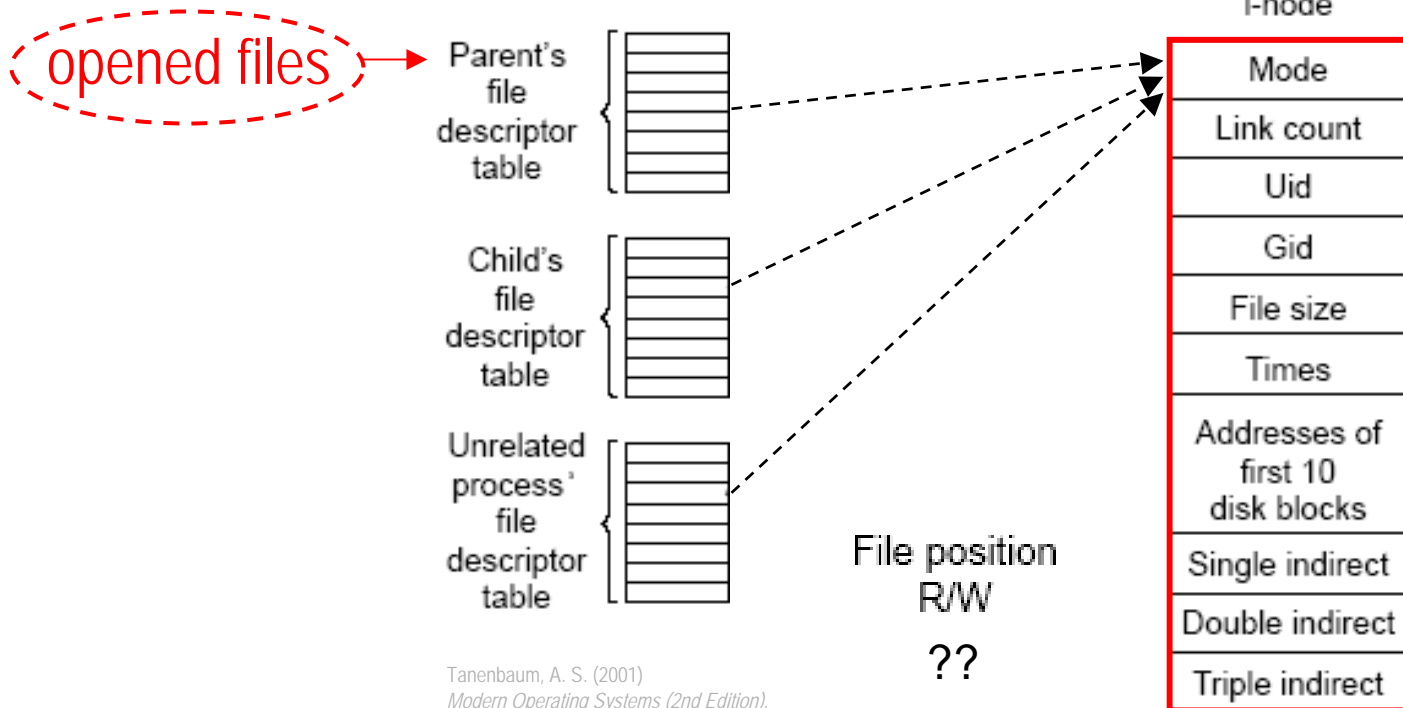 i-node
opened files
Parent's
file
descriptor
table
Child's
file
descriptor
table
Unrelated
process'
file
descriptor
table
File position
R/W
??
Mode
Link count
Uid
Gid
File size
Times
Addresses of
first 10
disk blocks
Single indirect
Double indirect
Triple indirect
Tanenbaum, A. S. (2001)
Modern Operating Systems (2nd Edition).